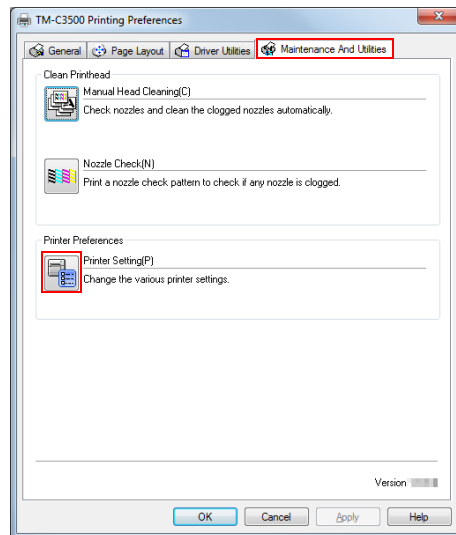 TM-C3500 Printing Preferences
General Page Layout Driver Utilities Maintenance And Utilities
Clean Printhead
Manual Head Cleaning(C)
Check nozzles and clean the clogged nozzles automatically.
Nozzle Check(N)
Print a nozzle check pattern to check if any nozzle is clogged.
Printer Preferences
Printer Setting(P)
Change the various printer settings.
Version
OK Cancel Apply Help